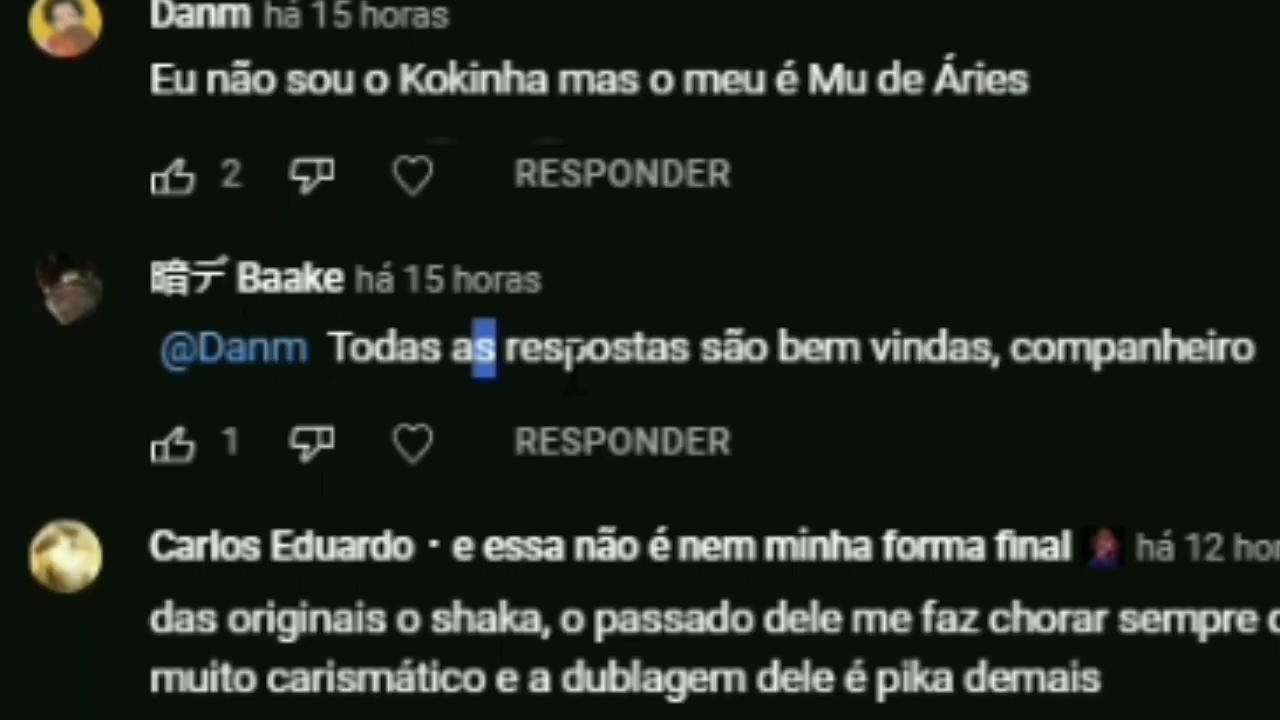 Danm há 15 horas
Eu não sou o Kokinha mas o meu é Mu de Áries
2 RESPONDER
暗デ Baake há 15 horas
@Danm Todas as respostas são bem vindas, companheiro
1 RESPONDER
Carlos Eduardo · e essa não é nem minha forma final há 12 hor
das originais o shaka, o passado dele me faz chorar sempre
muito carismático e a dublagem dele é pika demais